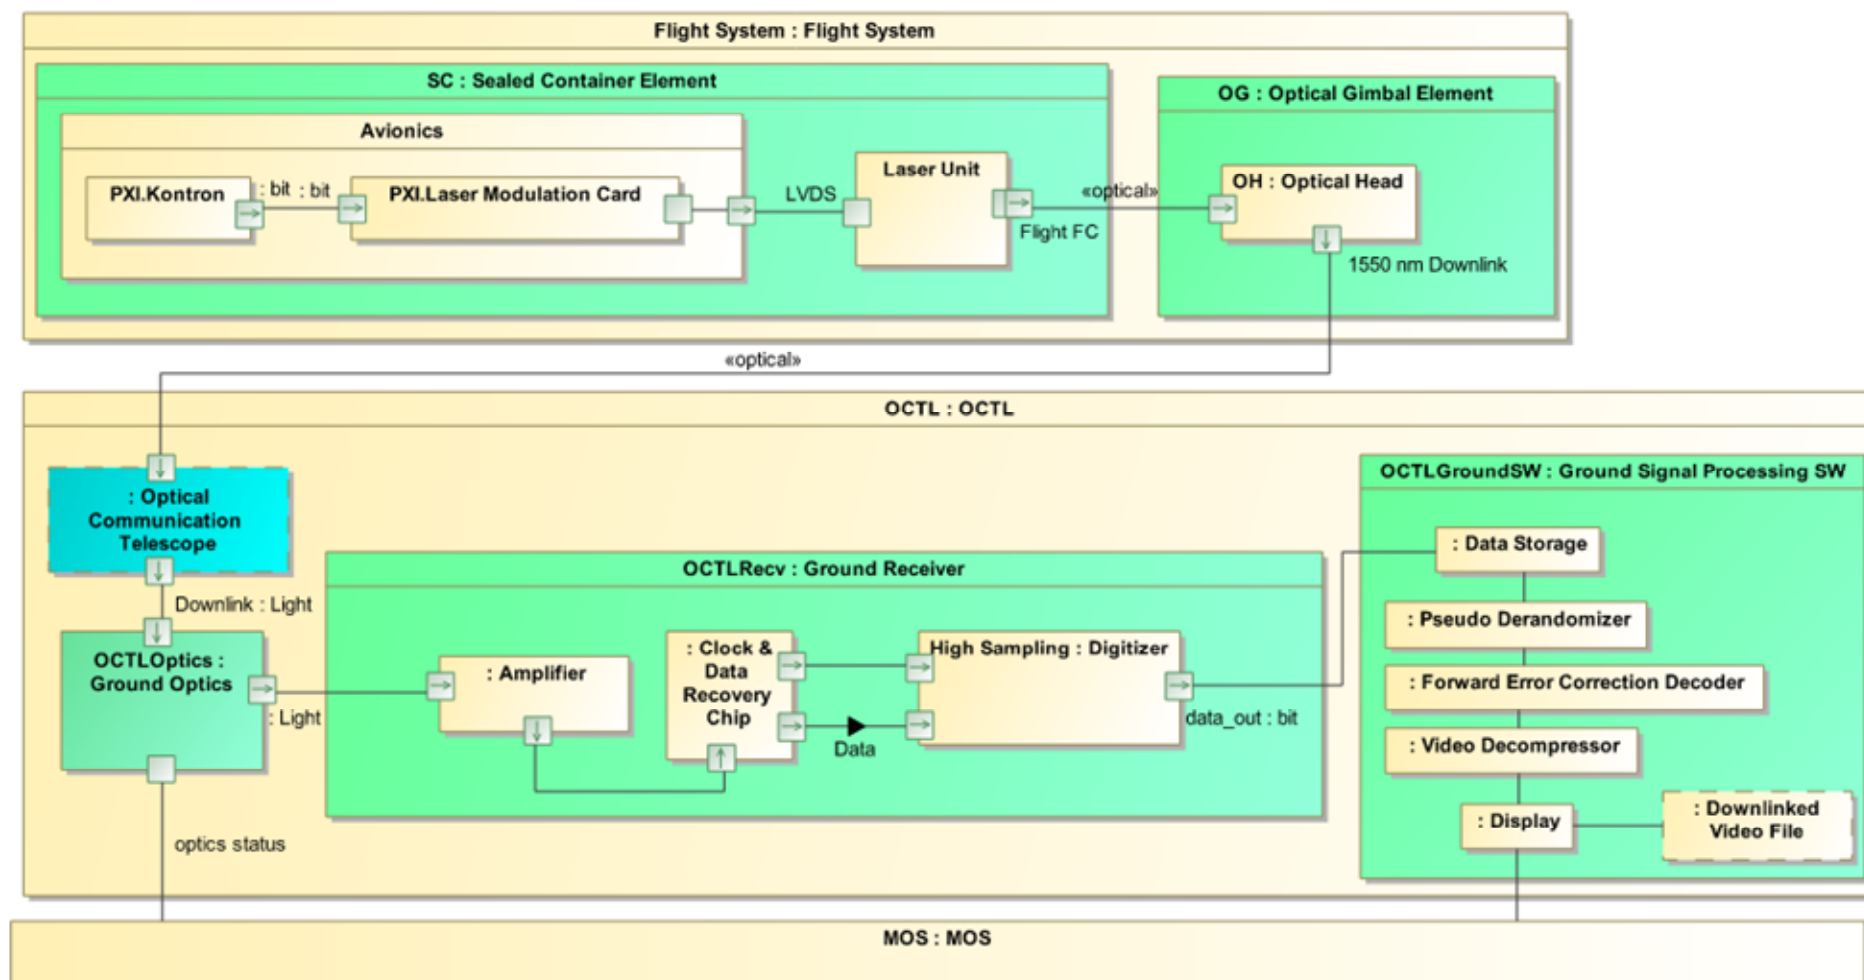 Flight System : Flight System
SC : Sealed Container Element
OG : Optical Gimbal Element
Avionics
PXI.Kontron
: bit
: bit
PXI.Laser Modulation Card
LVDS
Laser Unit
Flight FC
«optical»
OH : Optical Head
1550 nm Downlink
«optical»
OCTL : OCTL
: Optical
Communication
Telescope
Downlink : Light
OCTLOptics :
Ground Optics
: Light
optics status
OCTLRecv : Ground Receiver
: Amplifier
: Clock &
Data
Recovery
Chip
Data
High Sampling : Digitizer
data_out : bit
OCTLGroundSW : Ground Signal Processing SW
: Data Storage
: Pseudo Derandomizer
: Forward Error Correction Decoder
: Video Decompressor
: Display
: Downlinked
Video File
MOS : MOS